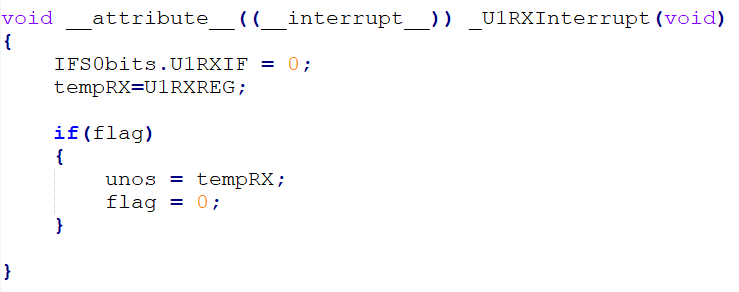 void __attribute__((__interrupt__)) _U1RXInterrupt(void)
{
    IFS0bits.U1RXIF = 0;
    tempRX=U1RXREG;

    if(flag)
    {
        unos = tempRX;
        flag = 0;
    }

}